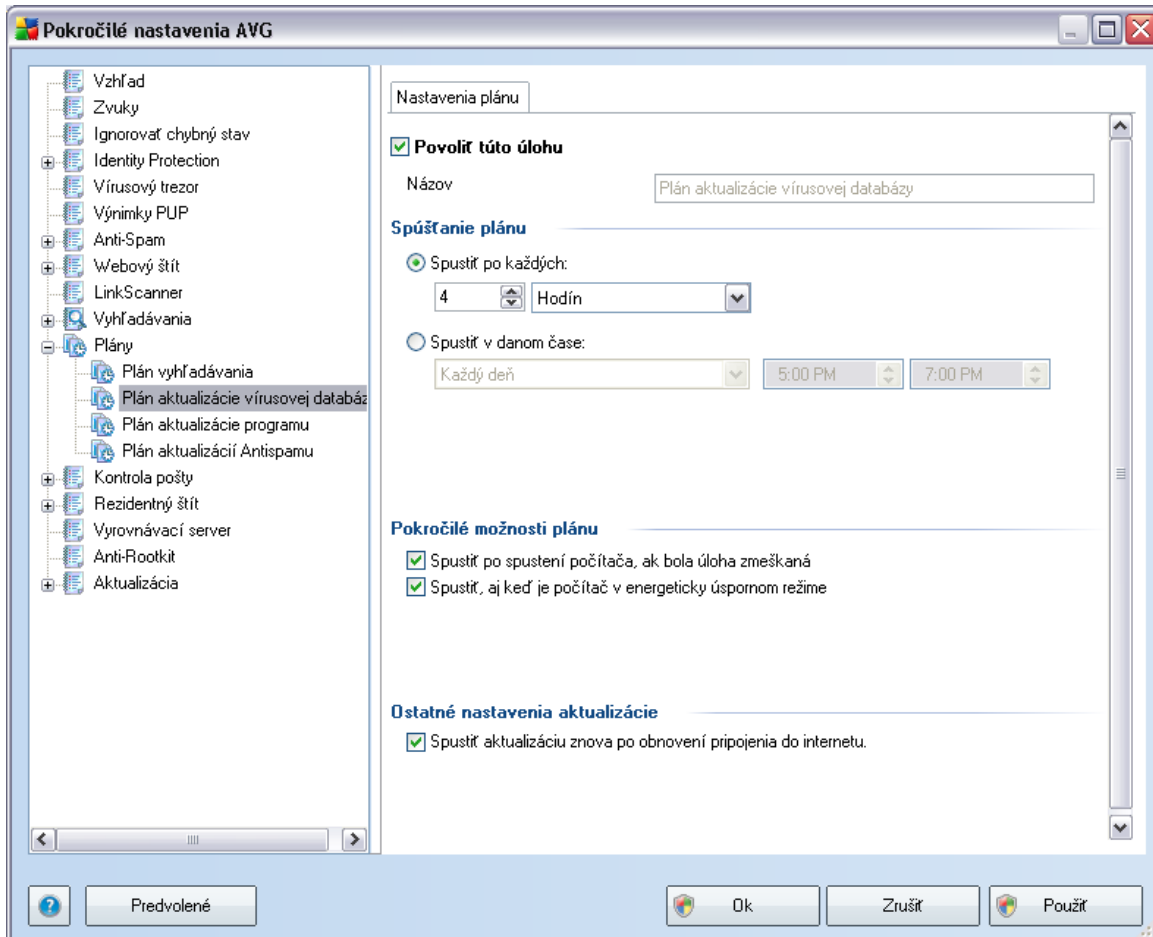 Pokročilé nastavenia AVG
Vzhľad
Zvuky
Ignorovať chybný stav
Identity Protection
Vírusový trezor
Výnimky PUP
Anti-Spam
Webový štít
LinkScanner
Vyhľadávania
Plány
Plán vyhľadávania
Plán aktualizácie vírusovej databáz
Plán aktualizácie programu
Plán aktualizácií Antispamu
Kontrola pošty
Rezidentný štít
Vyrovnávací server
Anti-Rootkit
Aktualizácia
Nastavenia plánu
Povoliť túto úlohu
Názov Plán aktualizácie vírusovej databázy
Spúšťanie plánu
Spustiť po každých:
4 Hodín
Spustiť v danom čase:
Každý deň 5:00 PM 7:00 PM
Pokročilé možnosti plánu
Spustiť po spustení počítača, ak bola úloha zmeškaná
Spustiť, aj keď je počítač v energeticky úspornom režime
Ostatné nastavenia aktualizácie
Spustiť aktualizáciu znova po obnovení pripojenia do internetu.
? Predvolené Ok Zrušiť Použiť